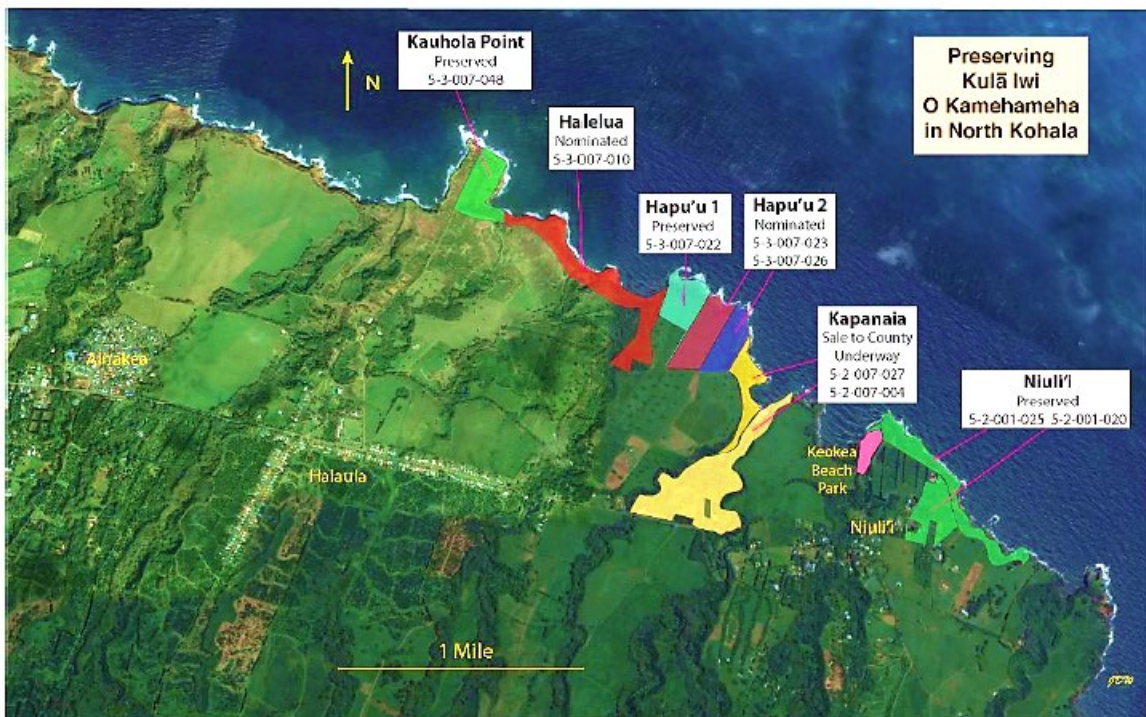 Kauhola Point
Preserved
5-3-007-048
N
Preserving
Kulā Iwi
O Kamehameha
in North Kohala
Halelua
Nominated
5-3-007-010
Hapu'u 1
Preserved
5-3-007-022
Hapu'u 2
Nominated
5-3-007-023
5-3-007-026
Kapanaia
Sale to County
Underway
5-2-007-027
5-2-007-004
Niuli'i
Preserved
5-2-001-025 5-2-001-020
Ainakea
Halaula
Keokea
Beach
Park
Niuli'i
1 Mile